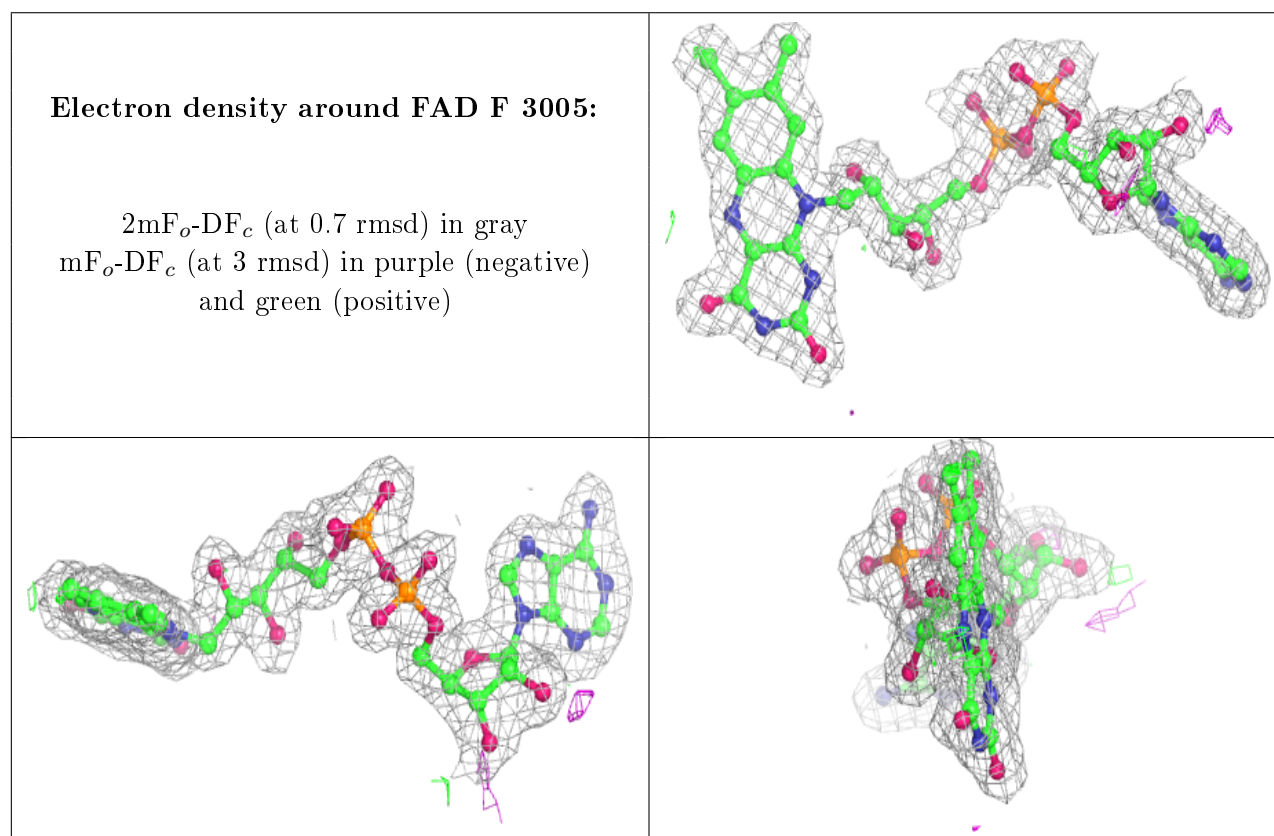 Electron density around FAD F 3005:
2mFo-DFc (at 0.7 rmsd) in gray
mFo-DFc (at 3 rmsd) in purple (negative)
and green (positive)